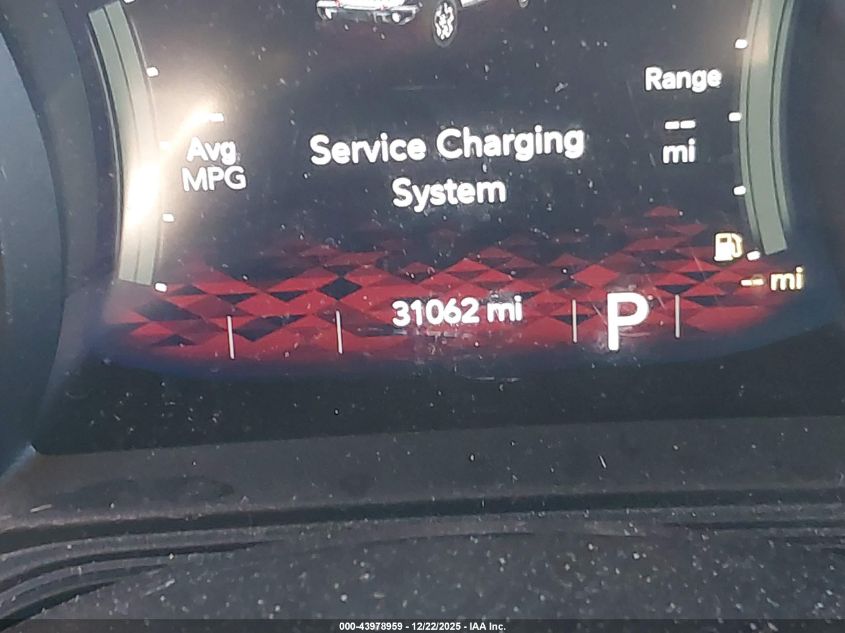 Range
--
mi
Avg
MPG
Service Charging
System
-- mi
31062 mi
P
000-43978959 - 12/22/2025 - IAA Inc.